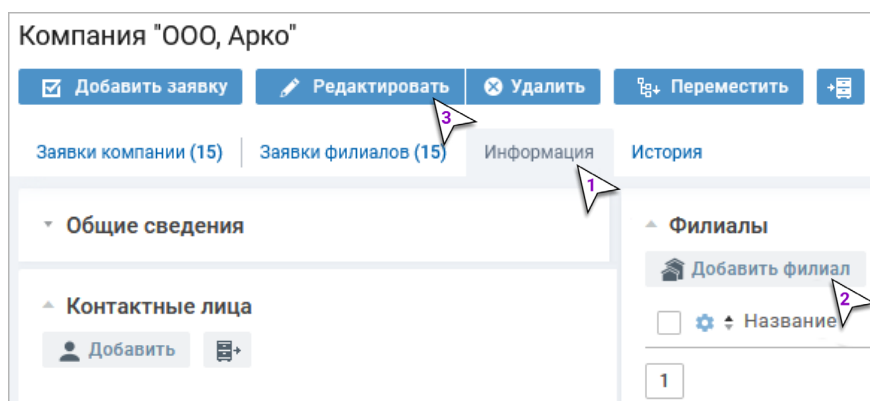 Компания "ООО, Арко"
Добавить заявку Редактировать Удалить Переместить
3
Заявки компании (15) Заявки филиалов (15) Информация История
1
Общие сведения Филиалы
Добавить филиал
2
Контактные лица
Название
Добавить
1